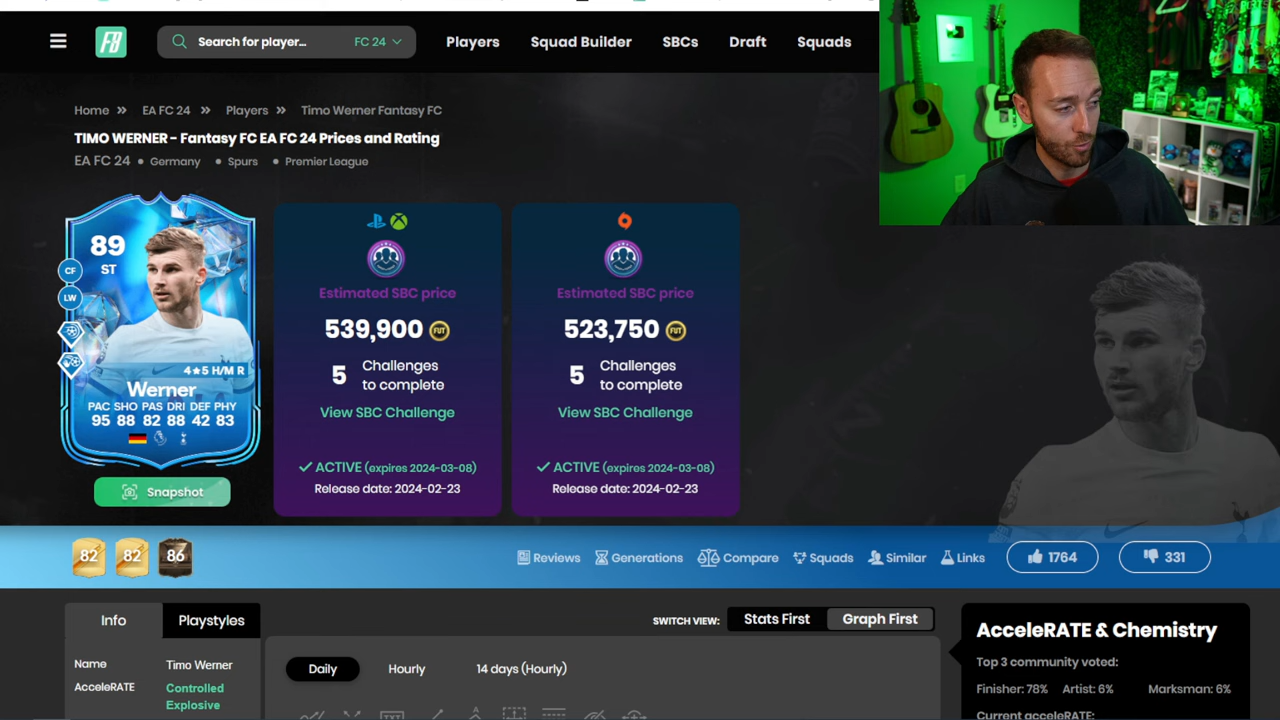 FB
Search for player...
FC 24
Players
Squad Builder
SBCs
Draft
Squads
Home » EA FC 24 » Players » Timo Werner Fantasy FC
TIMO WERNER - Fantasy FC EA FC 24 Prices and Rating
EA FC 24 • Germany • Spurs • Premier League
89
ST
CF
LW
4★5 H/M R
Werner
PAC SHO PAS DRI DEF PHY
95 88 82 88 42 83
Snapshot
Estimated SBC price
539,900 FUT
5 Challenges
to complete
View SBC Challenge
ACTIVE (expires 2024-03-08)
Release date: 2024-02-23
Estimated SBC price
523,750 FUT
5 Challenges
to complete
View SBC Challenge
ACTIVE (expires 2024-03-08)
Release date: 2024-02-23
82
82
86
Reviews
Generations
Compare
Squads
Similar
Links
1764
331
Info
Playstyles
Name Timo Werner
AcceleRATE Controlled
Explosive
SWITCH VIEW:
Stats First
Graph First
Daily
Hourly
14 days (Hourly)
TXT
AcceleRATE & Chemistry
Top 3 community voted:
Finisher: 78% Artist: 6% Marksman: 6%
Current acceleRATE: